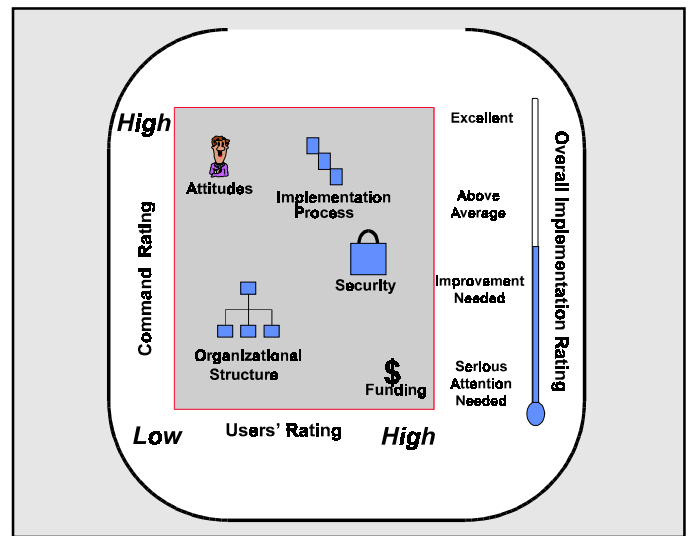 High
Excellent
Attitudes
Implementation
Process
Above
Average
Command Rating
Security
Improvement
Needed
Overall Implementation Rating
Organizational
Structure
$
Funding
Serious
Attention
Needed
Low
Users' Rating
High